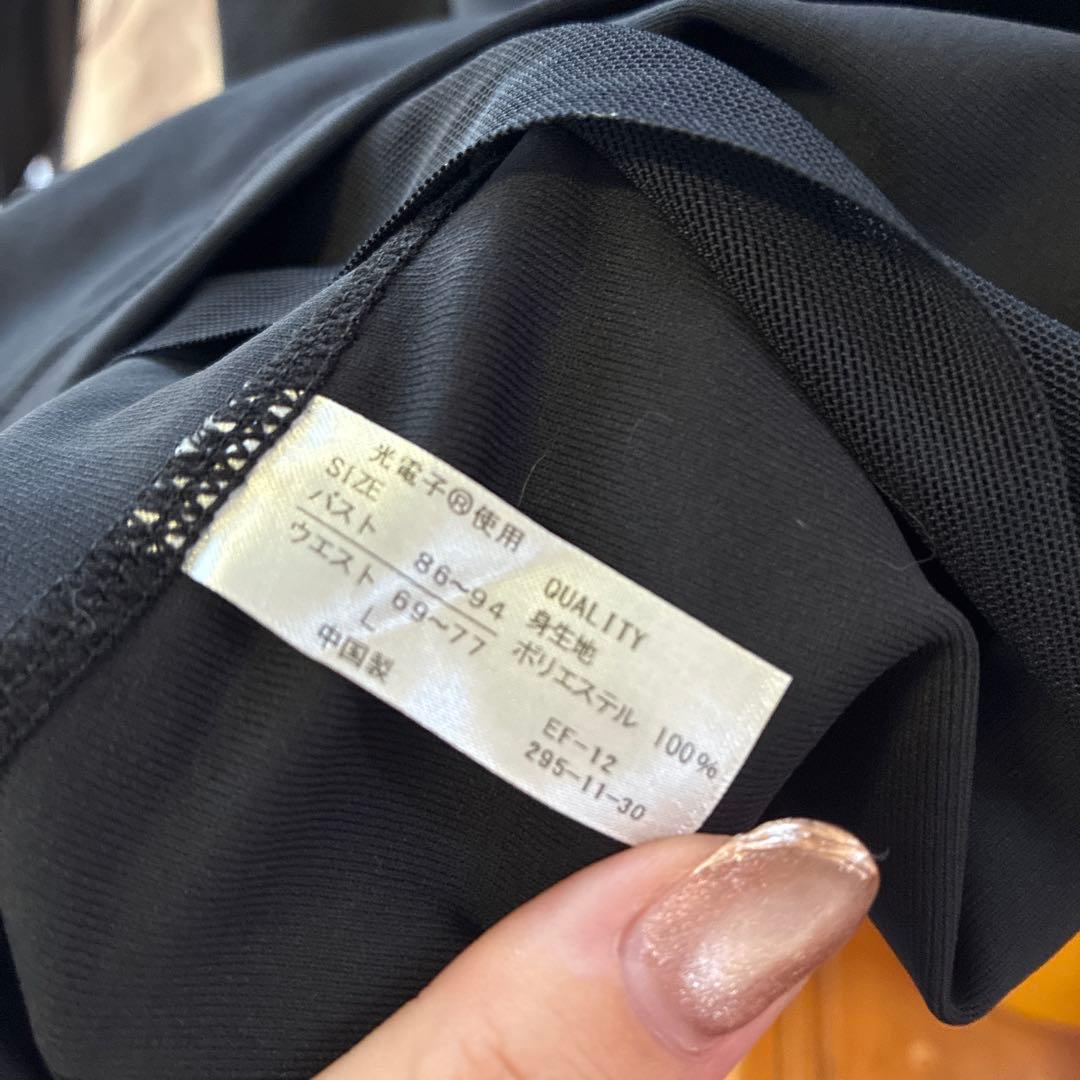 光電子®使用
SIZE
バスト 86~94
ウエスト 69~77
L
中国製
QUALITY
身生地
ポリエステル 100%
EF-12
295-11-30